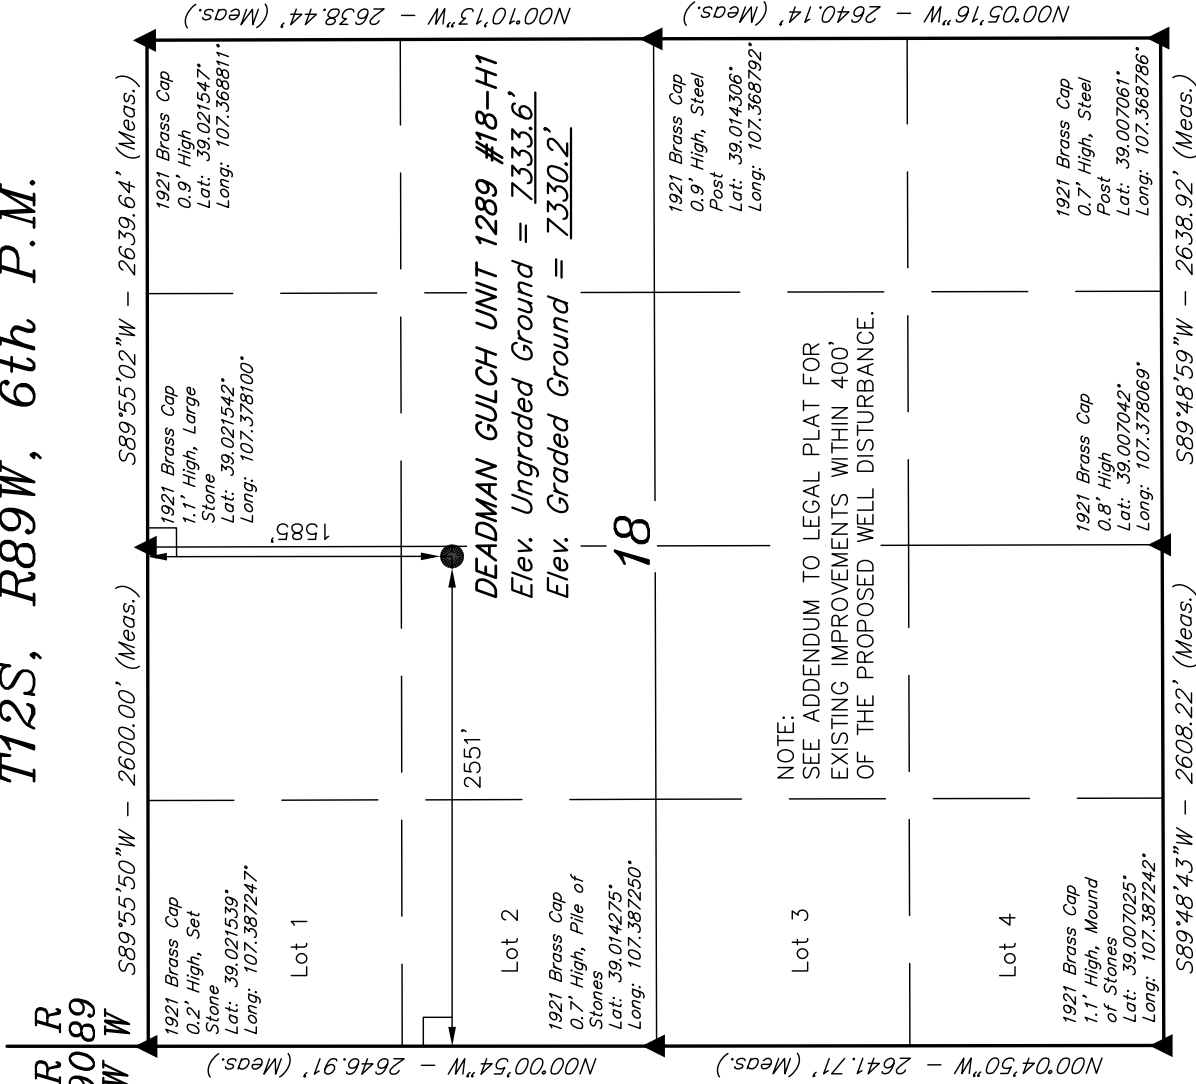 T12S, R89W, 6th P.M.
R R
9089
W W
S89°55'50"W - 2600.00' (Meas.)
S89°55'02"W - 2639.64' (Meas.)
1921 Brass Cap
0.2' High, Set
Stone
Lat: 39.021539°
Long: 107.387247°
1921 Brass Cap
1.1' High, Large
Stone
Lat: 39.021542°
Long: 107.378100°
1921 Brass Cap
0.9' High
Lat: 39.021547°
Long: 107.368811°
N00°00'54"W - 2646.91' (Meas.)
Lot 1
1585'
N00°10'13"W - 2638.44' (Meas.)
2551'
DEADMAN GULCH UNIT 1289 #18-H1
Elev. Ungraded Ground = 7333.6'
Elev. Graded Ground = 7330.2'
Lot 2
1921 Brass Cap
0.7' High, Pile of
Stones
Lat: 39.014275°
Long: 107.387250°
18
1921 Brass Cap
0.9' High, Steel
Post
Lat: 39.014306°
Long: 107.368792°
N00°04'50"W - 2641.71' (Meas.)
Lot 3
NOTE:
SEE ADDENDUM TO LEGAL PLAT FOR
EXISTING IMPROVEMENTS WITHIN 400'
OF THE PROPOSED WELL DISTURBANCE.
N00°05'16"W - 2640.14' (Meas.)
Lot 4
1921 Brass Cap
1.1' High, Mound
of Stones
Lat: 39.007025°
Long: 107.387242°
1921 Brass Cap
0.8' High
Lat: 39.007042°
Long: 107.378069°
1921 Brass Cap
0.7' High, Steel
Post
Lat: 39.007061°
Long: 107.368786°
S89°48'43"W - 2608.22' (Meas.)
S89°48'59"W - 2638.92' (Meas.)